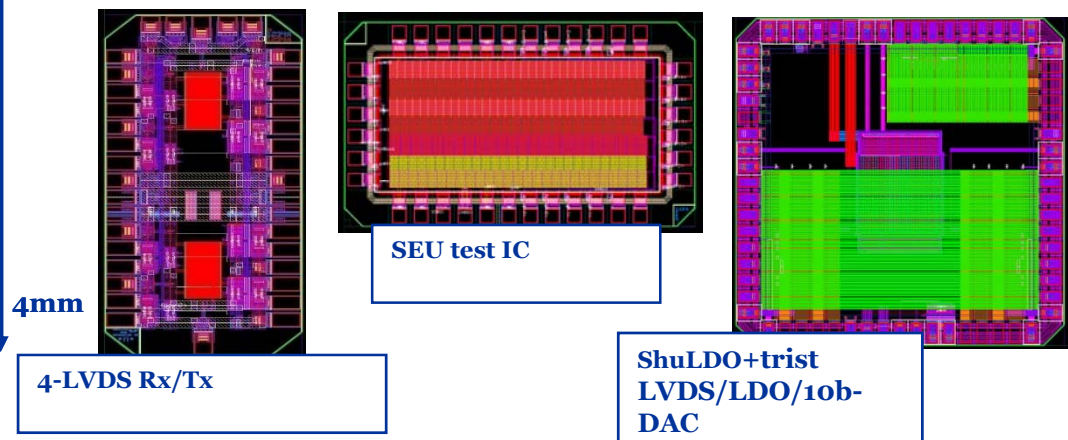 SEU test IC
4mm
4-LVDS Rx/Tx
ShuLDO+trist
LVDS/LDO/10b-
DAC